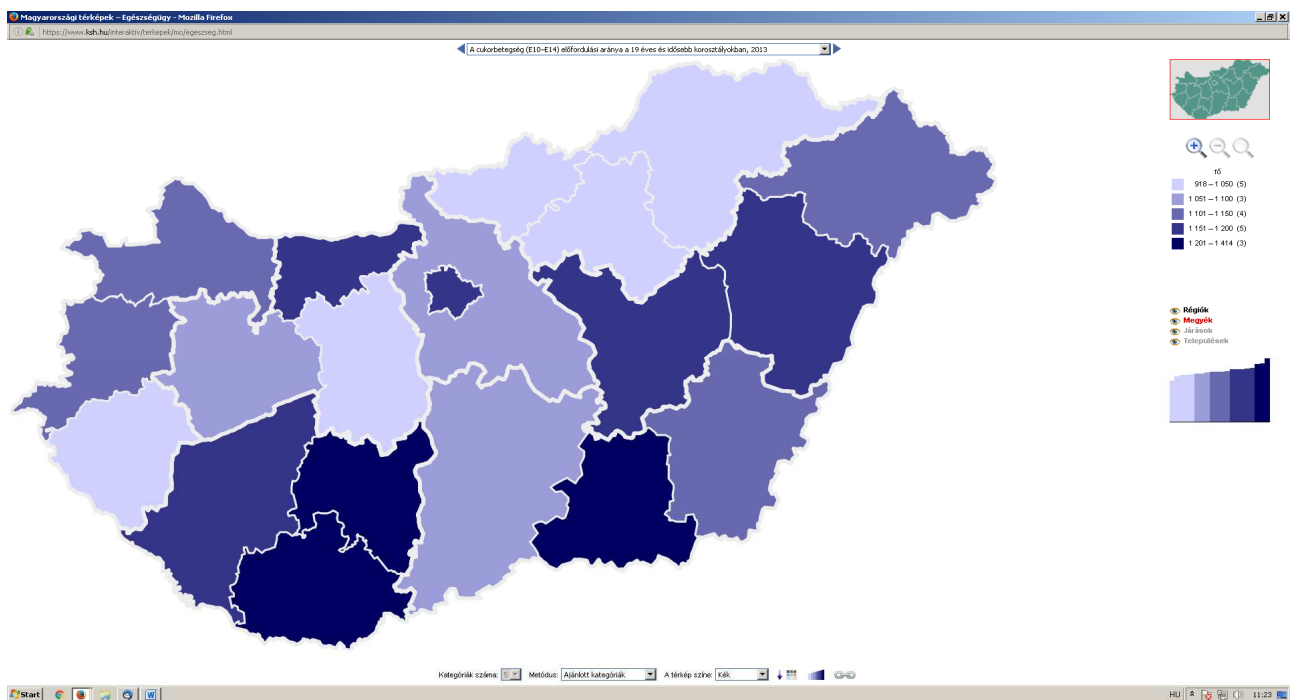 Magyarországi térképek – Egészségügy - Mozilla Firefox
https://www.ksh.hu/interaktiv/terkepek/mo/egeszseg.html
A cukorbetegség (E10–E14) előfordulási aránya a 19 éves és idősebb korosztályokban, 2013
fő
918 – 1 050 (5)
1 051 – 1 100 (3)
1 101 – 1 150 (4)
1 151 – 1 200 (5)
1 201 – 1 414 (3)
Régiók
Megyék
Járások
Települések
Kategóriák száma: 5 Metódus: Ajánlott kategóriák A térkép színe: Kék
Start HU 11:23